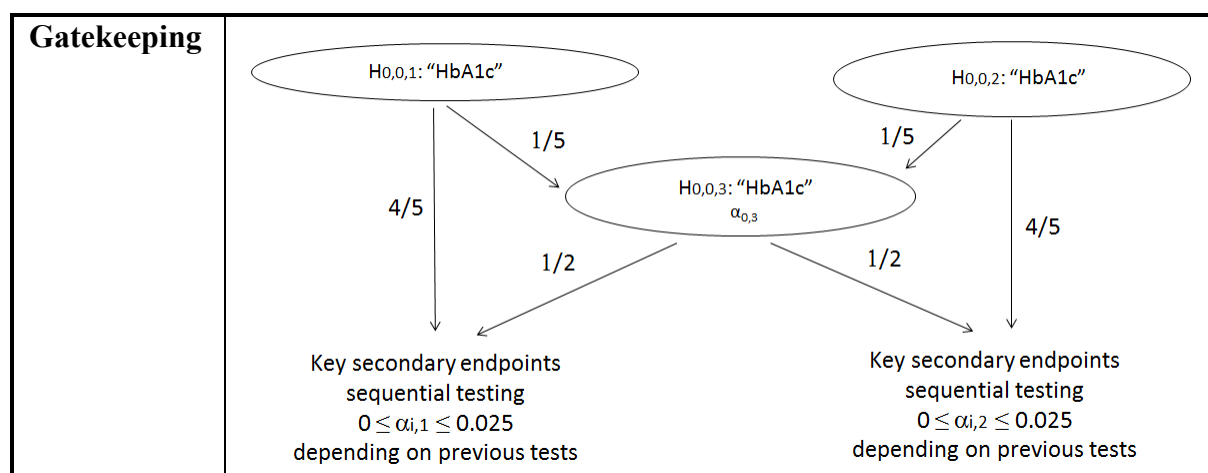 Gatekeeping
H0,0,1: “HbA1c”
H0,0,2: “HbA1c”
1/5
1/5
H0,0,3: “HbA1c”
α0,3
4/5
4/5
1/2
1/2
Key secondary endpoints
sequential testing
0 ≤ αi,1 ≤ 0.025
depending on previous tests
Key secondary endpoints
sequential testing
0 ≤ αi,2 ≤ 0.025
depending on previous tests